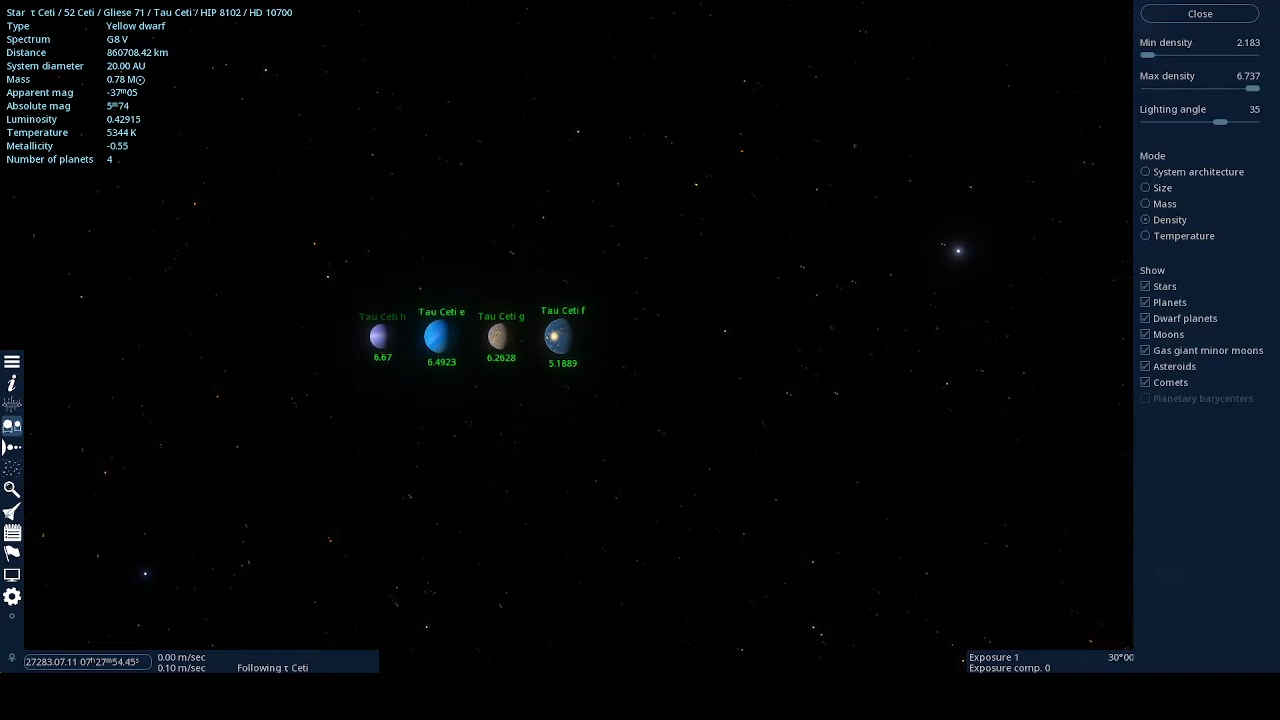 Star τ Ceti / 52 Ceti / Gliese 71 / Tau Ceti / HIP 8102 / HD 10700
Type Yellow dwarf
Spectrum G8 V
Distance 860708.42 km
System diameter 20.00 AU
Mass 0.78 M☉
Apparent mag -37ᵐ05
Absolute mag 5ᵐ74
Luminosity 0.42915
Temperature 5344 K
Metallicity -0.55
Number of planets 4
Tau Ceti h
Tau Ceti e
Tau Ceti g
Tau Ceti f
6.67
6.4923
6.2628
5.1889
Close
Min density 2.183
Max density 6.737
Lighting angle 35
Mode
System architecture
Size
Mass
Density
Temperature
Show
Stars
Planets
Dwarf planets
Moons
Gas giant minor moons
Asteroids
Comets
Planetary barycenters
27283.07.11 07ʰ27ᵐ54.45ˢ
0.00 m/sec
0.10 m/sec Following τ Ceti
Exposure 1 30°00
Exposure comp. 0